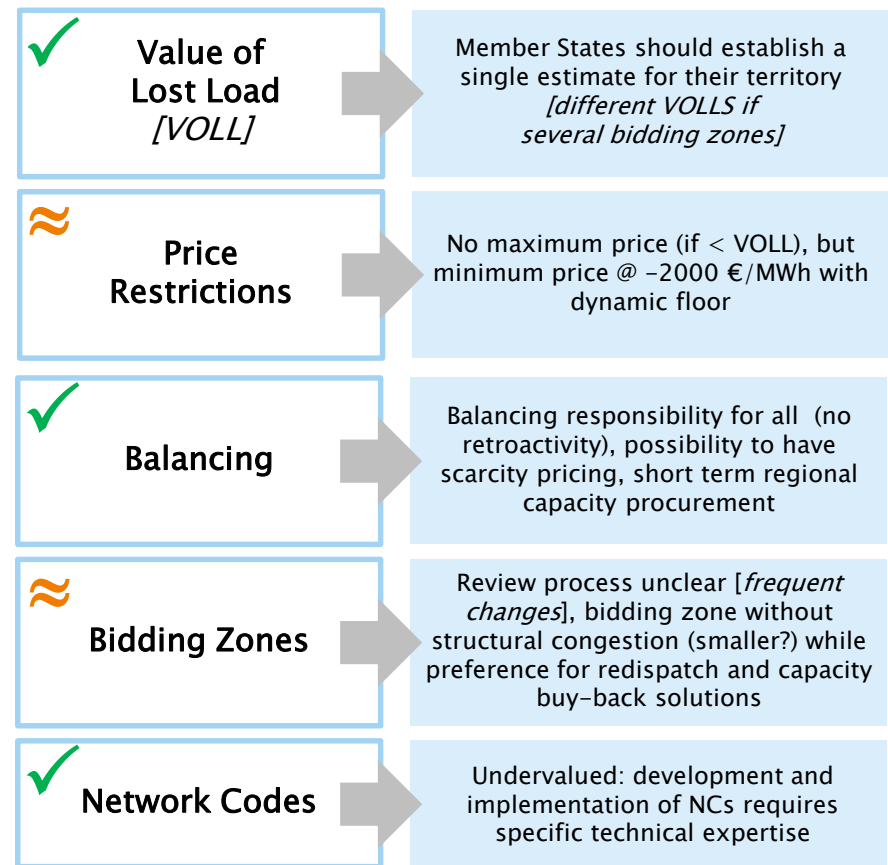 Value of
Lost Load
[VOLL]
Member States should establish a
single estimate for their territory
[different VOLLS if
several bidding zones]
≈
Price
Restrictions
No maximum price (if < VOLL), but
minimum price @ -2000 €/MWh with
dynamic floor
Balancing
Balancing responsibility for all (no
retroactivity), possibility to have
scarcity pricing, short term regional
capacity procurement
≈
Bidding Zones
Review process unclear [frequent
changes], bidding zone without
structural congestion (smaller?) while
preference for redispatch and capacity
buy-back solutions
Network Codes
Undervalued: development and
implementation of NCs requires
specific technical expertise